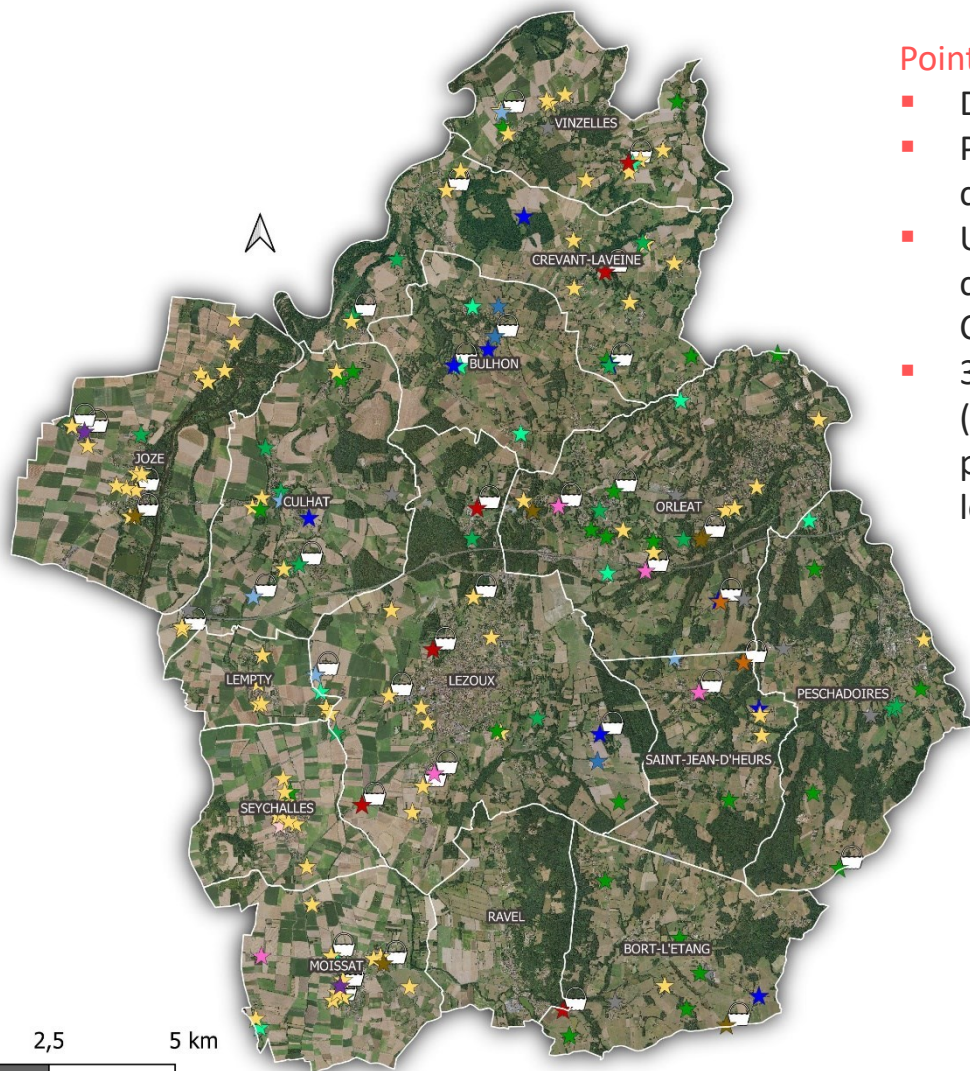 Point
VINZELLES
CREVANT-LAVEINE
BULHON
JOZE
CULHAT
ORLEAT
LEMPTY
LEZOUX
PESCHADOIRES
SAINT-JEAN-D'HEURS
SEYCHALLES
RAVEL
BORT-L'ETANG
MOISSAT
2,5 5 km